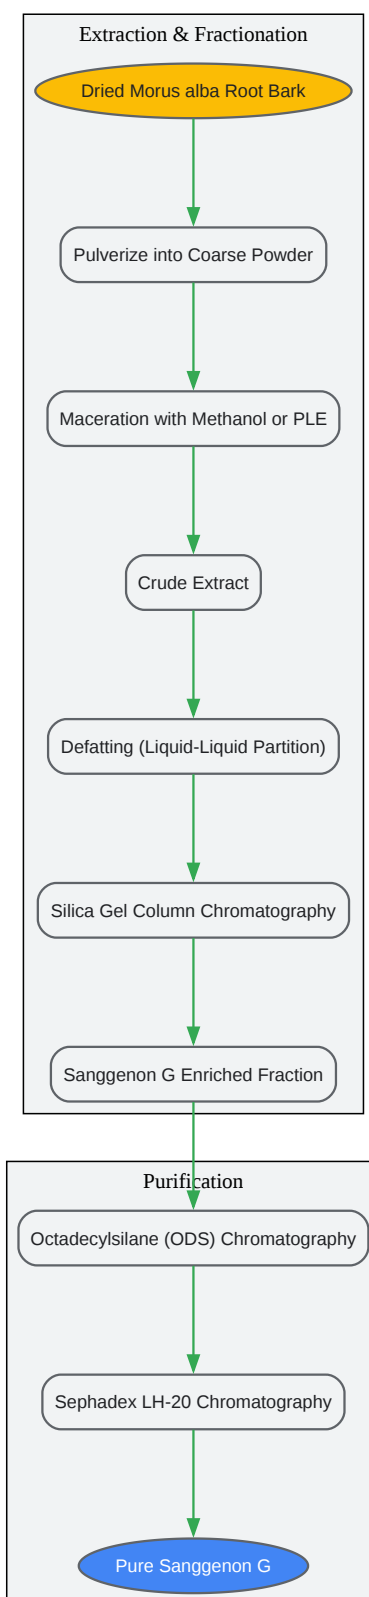 Extraction & Fractionation
Dried Morus alba Root Bark
Pulverize into Coarse Powder
Maceration with Methanol or PLE
Crude Extract
Defatting (Liquid-Liquid Partition)
Silica Gel Column Chromatography
Sanggenon G Enriched Fraction
Purification
Octadecylsilane (ODS) Chromatography
Sephadex LH-20 Chromatography
Pure Sanggenon G